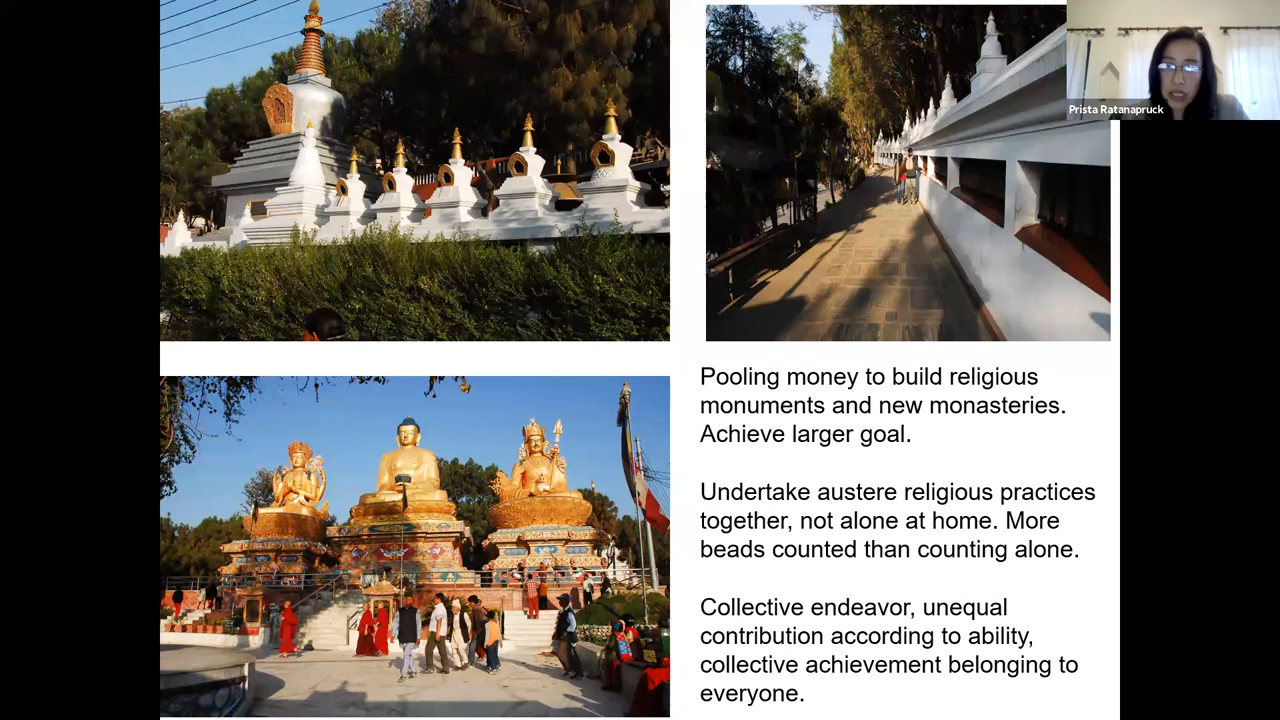 Prista Ratanapruck
Pooling money to build religious
monuments and new monasteries.
Achieve larger goal.
Undertake austere religious practices
together, not alone at home. More
beads counted than counting alone.
Collective endeavor, unequal
contribution according to ability,
collective achievement belonging to
everyone.